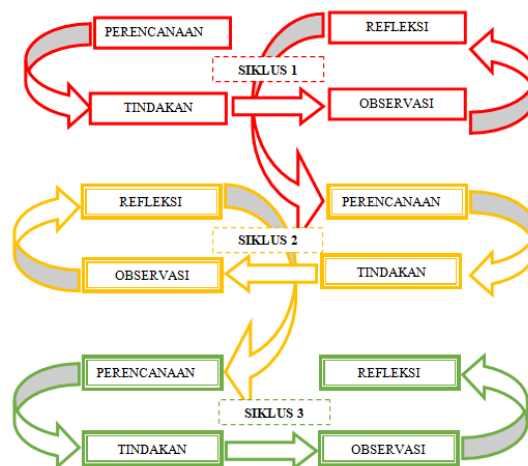 PERENCANAAN
REFLEKSI
SIKLUS 1
TINDAKAN
OBSERVASI
REFLEKSI
PERENCANAAN
SIKLUS 2
OBSERVASI
TINDAKAN
PERENCANAAN
REFLEKSI
SIKLUS 3
TINDAKAN
OBSERVASI